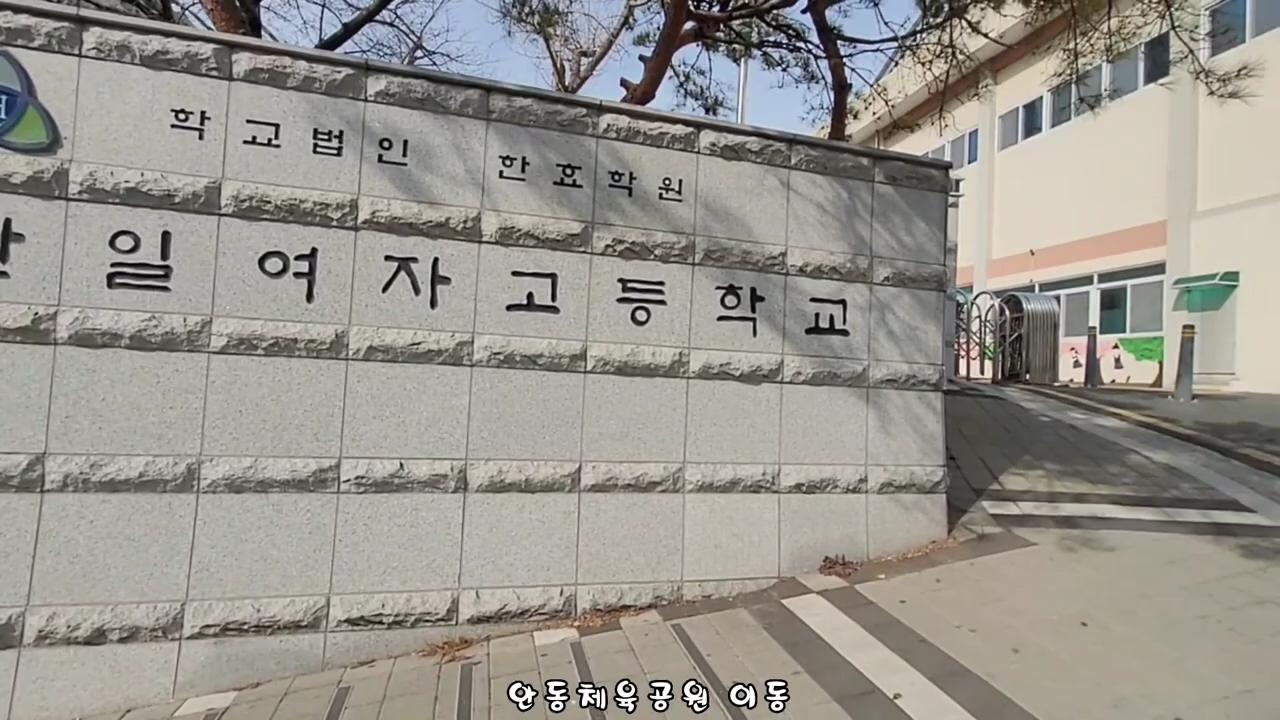 학교법인 한효학원
일여자고등학교
안동체육공원 이동